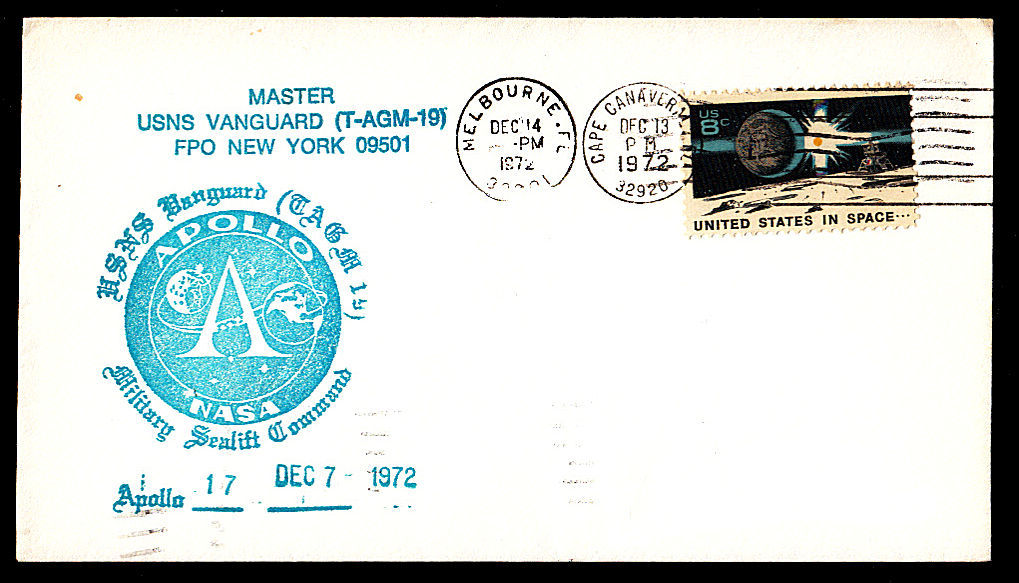 MASTER
USNS VANGUARD (T-AGM-19)
FPO NEW YORK 09501
MELBOURNE, FL
DEC 14
-PM
1972
CAPE CANAVERAL
DEC 13
PM
1972
32920
US
8c
UNITED STATES IN SPACE...
USNS Vanguard (TAGM 19)
APOLLO
NASA
Military Sealift Command
Apollo 17 DEC 7 - 1972